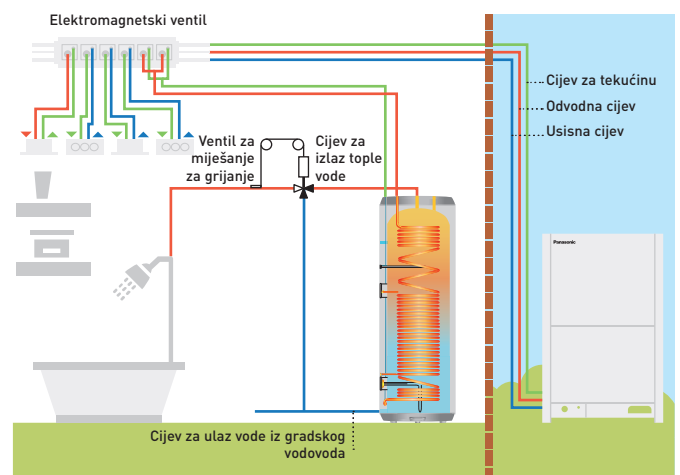 Elektromagnetski ventil
Cijev za tekućinu
Odvodna cijev
Usisna cijev
Ventil za
miješanje
za grijanje
Cijev za
izlaz tople
vode
Panasonic
Cijev za ulaz vode iz gradskog
vodovoda